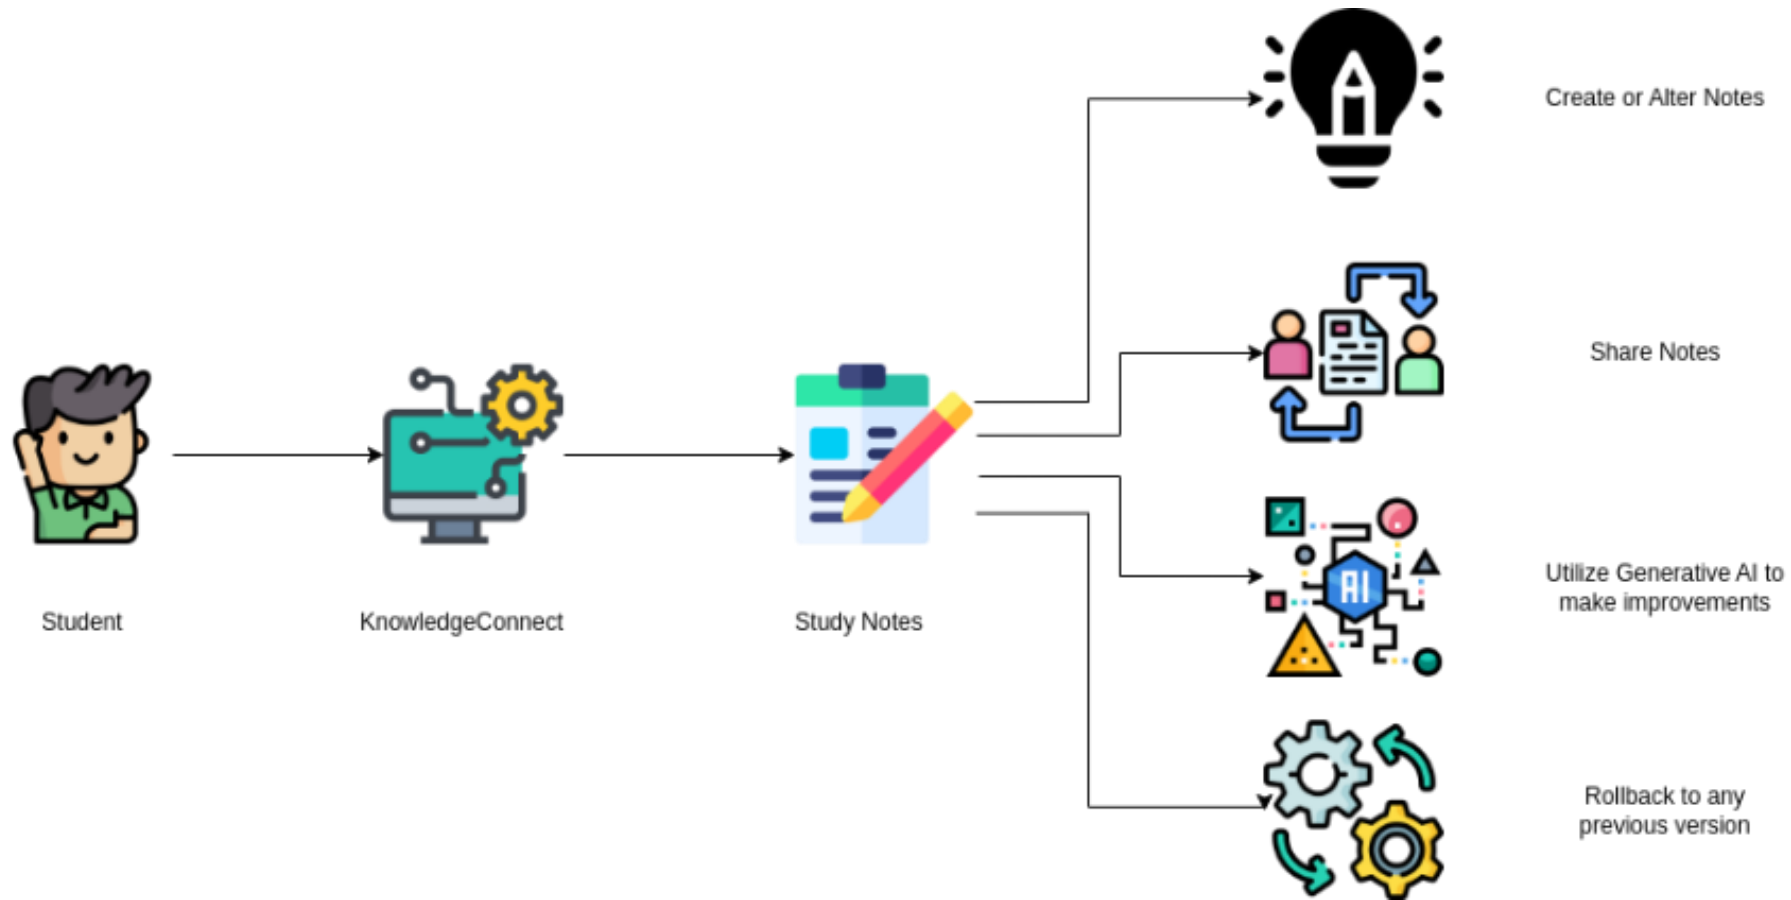 Create or Alter Notes
Share Notes
AI
Utilize Generative AI to
make improvements
Student
KnowledgeConnect
Study Notes
Rollback to any
previous version